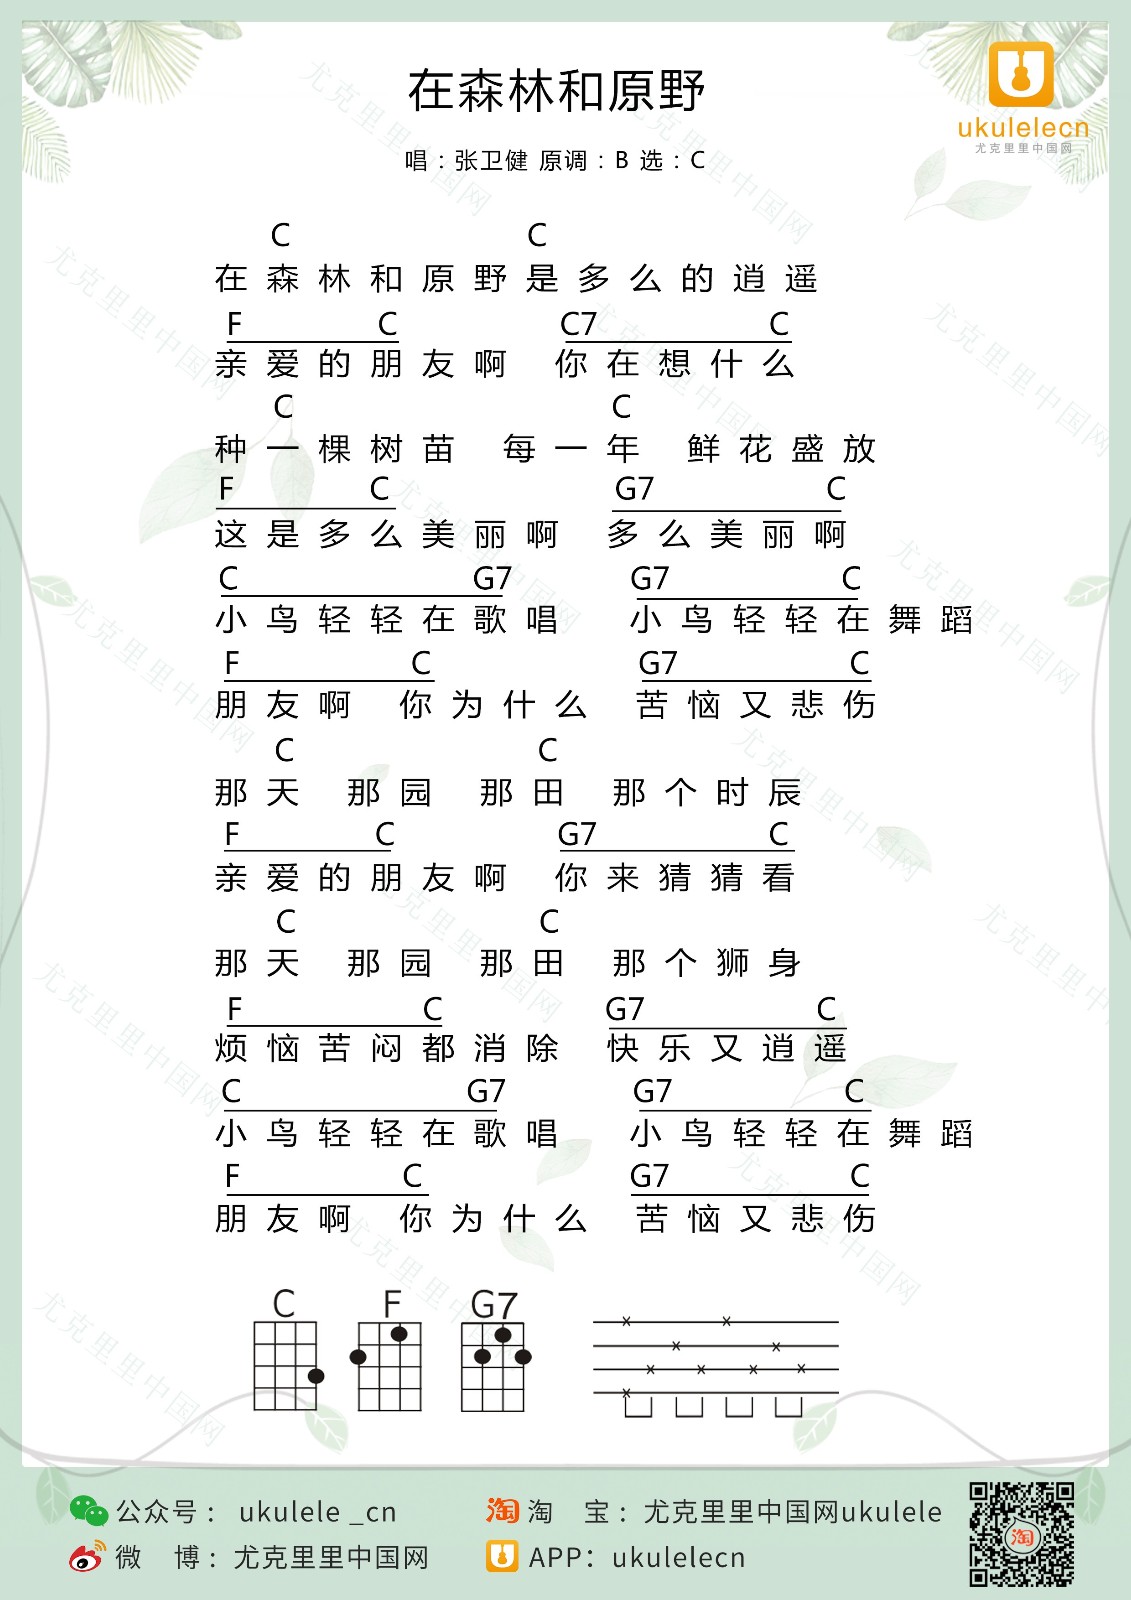 在森林和原野
ukulelecn
尤克里里中国网
唱：张卫健 原调：B 选：C
C C
在森林和原野是多么的逍遥
F C C7 C
亲爱的朋友啊 你在想什么
C C
种一棵树苗 每一年 鲜花盛放
F C G7 C
这是多么美丽啊 多么美丽啊
C G7 G7 C
小鸟轻轻在歌唱 小鸟轻轻在舞蹈
F C G7 C
朋友啊 你为什么 苦恼又悲伤
C C
那天 那园 那田 那个时辰
F C G7 C
亲爱的朋友啊 你来猜猜看
C C
那天 那园 那田 那个狮身
F C G7 C
烦恼苦闷都消除 快乐又逍遥
C G7 G7 C
小鸟轻轻在歌唱 小鸟轻轻在舞蹈
F C G7 C
朋友啊 你为什么 苦恼又悲伤
C F G7
公众号： ukulele _cn
淘 淘 宝：尤克里里中国网ukulele
微 博：尤克里里中国网
APP：ukulelecn
淘